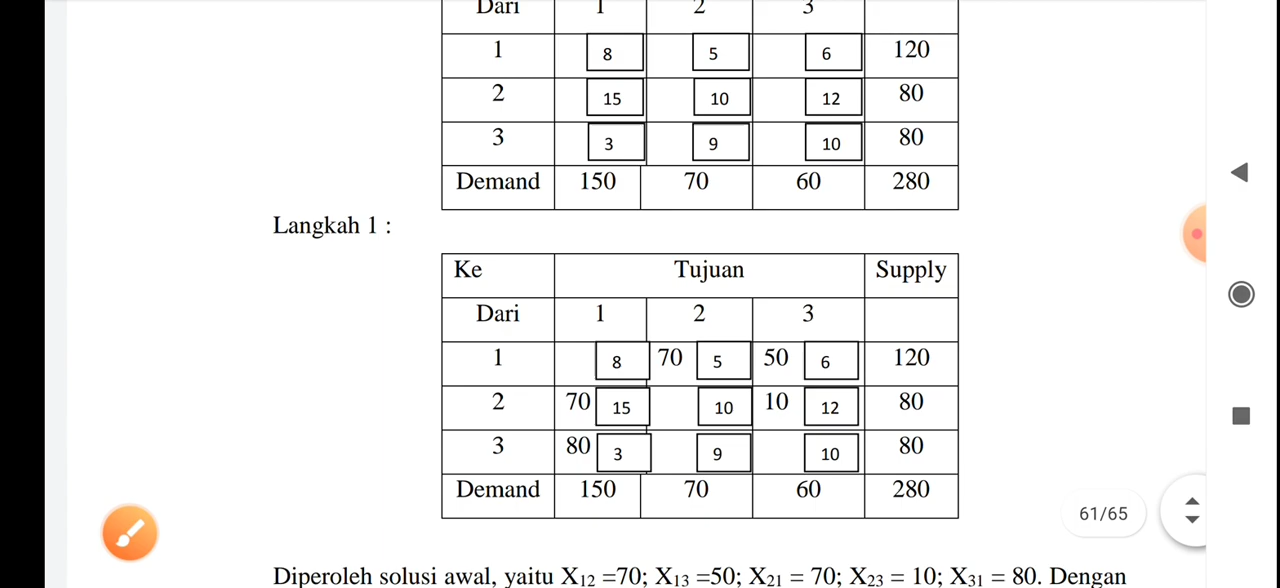 Dari 1 2 3
1 8 5 6 120
2 15 10 12 80
3 3 9 10 80
Demand 150 70 60 280
Langkah 1 :
Ke Tujuan Supply
Dari 1 2 3
1 8 70 5 50 6 120
2 70 15 10 10 12 80
3 80 3 9 10 80
Demand 150 70 60 280
61/65
Diperoleh solusi awal, yaitu X₁₂ =70; X₁₃ =50; X₂₁ = 70; X₂₃ = 10; X₃₁ = 80. Dengan